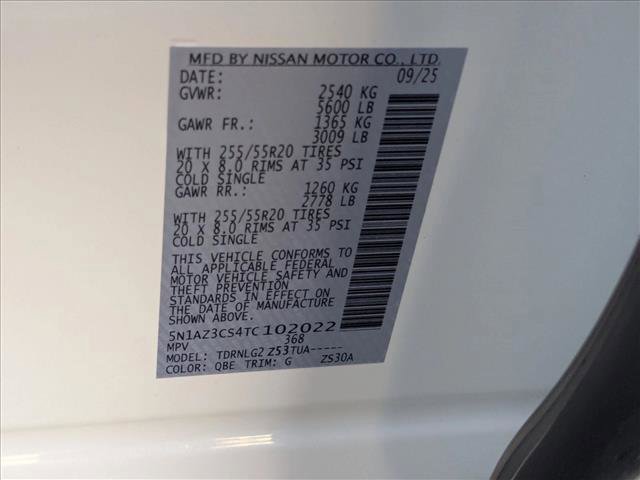 MFD BY NISSAN MOTOR CO., LTD.
DATE: 09/25
GVWR: 2540 KG
5600 LB
GAWR FR.: 1365 KG
3009 LB
WITH 255/55R20 TIRES
20 X 8.0 RIMS AT 35 PSI
COLD SINGLE
GAWR RR.: 1260 KG
2778 LB
WITH 255/55R20 TIRES
20 X 8.0 RIMS AT 35 PSI
COLD SINGLE
THIS VEHICLE CONFORMS TO
ALL APPLICABLE FEDERAL
MOTOR VEHICLE SAFETY AND
THEFT PREVENTION
STANDARDS IN EFFECT ON
THE DATE OF MANUFACTURE
SHOWN ABOVE.
5N1AZ3CS4TC102022
MPV 368
MODEL: TDRNLG2 Z53TUA-----
COLOR: QBE TRIM: G ZS30A